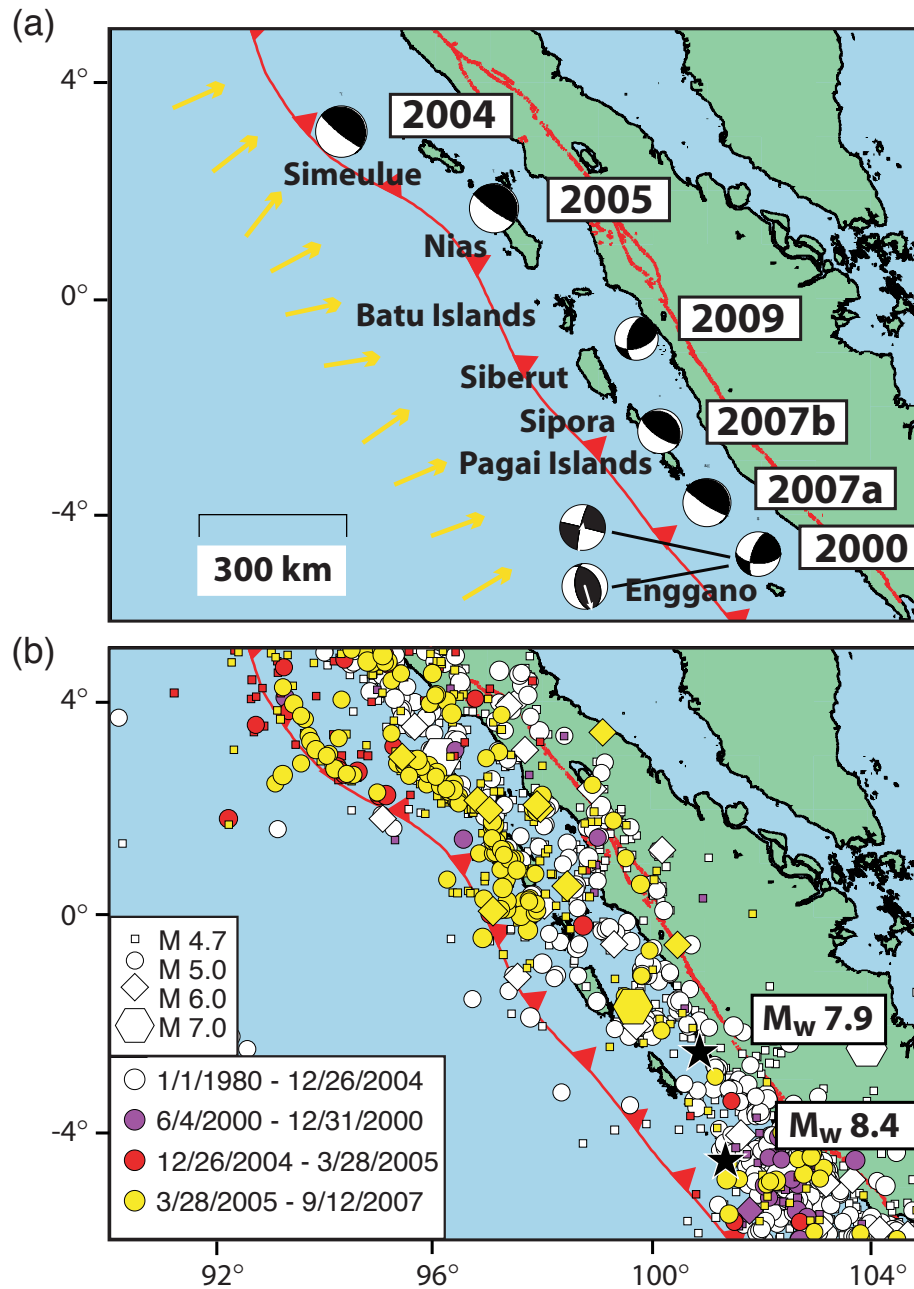 (a)
4°
2004
Simeulue
2005
Nias
0°
Batu Islands
2009
Siberut
Sipora
2007b
Pagai Islands
2007a
-4°
2000
300 km
Enggano
(b)
4°
0°
M 4.7
M 5.0
M 6.0
M 7.0
Mw 7.9
1/1/1980 - 12/26/2004
6/4/2000 - 12/31/2000
-4°
Mw 8.4
12/26/2004 - 3/28/2005
3/28/2005 - 9/12/2007
92° 96° 100° 104°